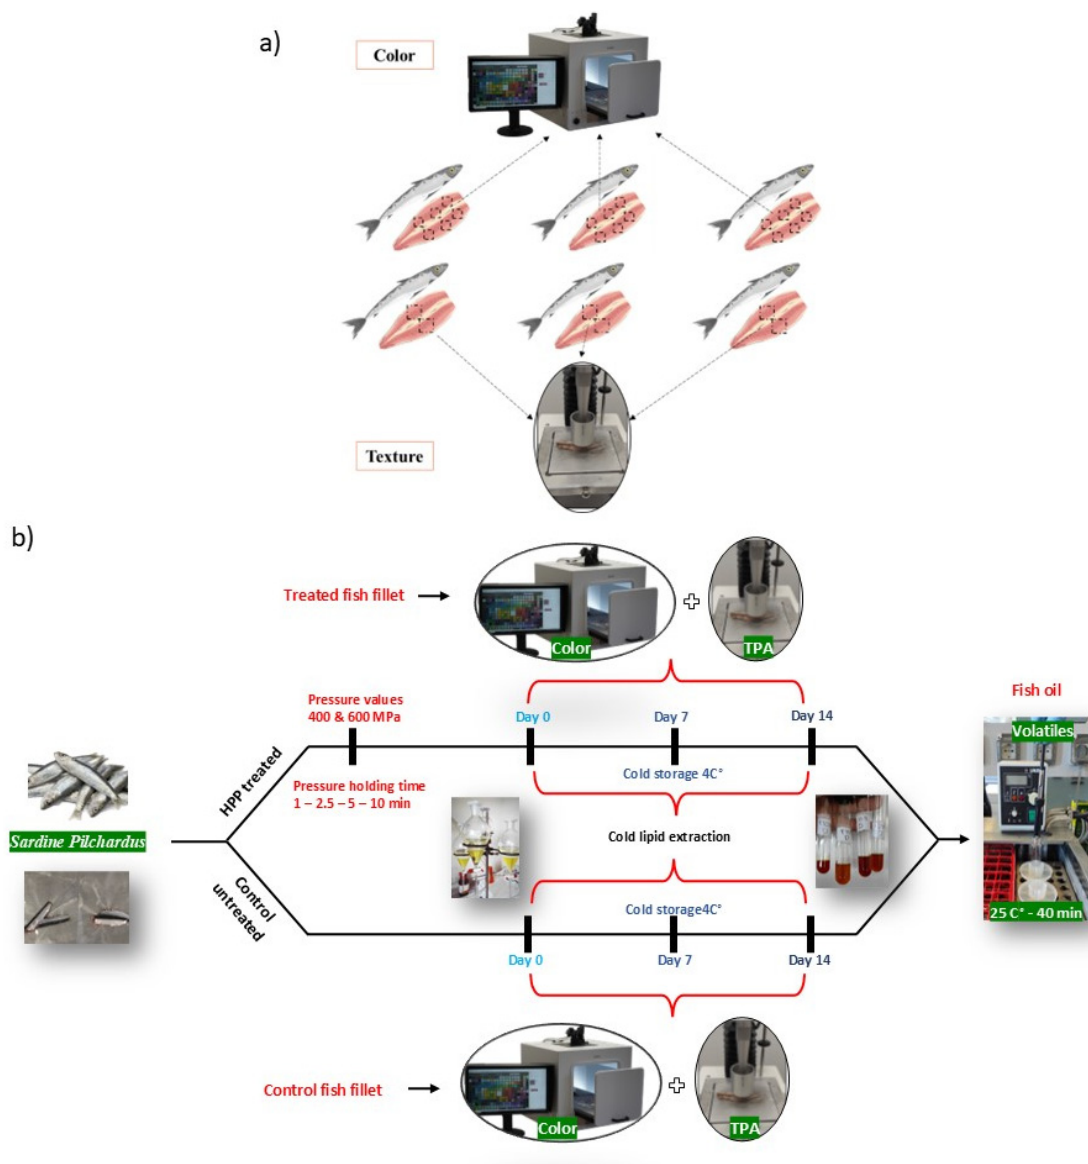 a)
Color
Texture
b)
Treated fish fillet
Color
TPA
Fish oil
Pressure values
400 & 600 MPa
Day 0
Day 7
Day 14
Volatiles
HPP treated
Pressure holding time
1 – 2.5 – 5 – 10 min
Cold storage 4C°
Sardine Pilchardus
Cold lipid extraction
Control
untreated
Cold storage4C°
25 C° - 40 min
Day 0
Day 7
Day 14
Control fish fillet
Color
TPA